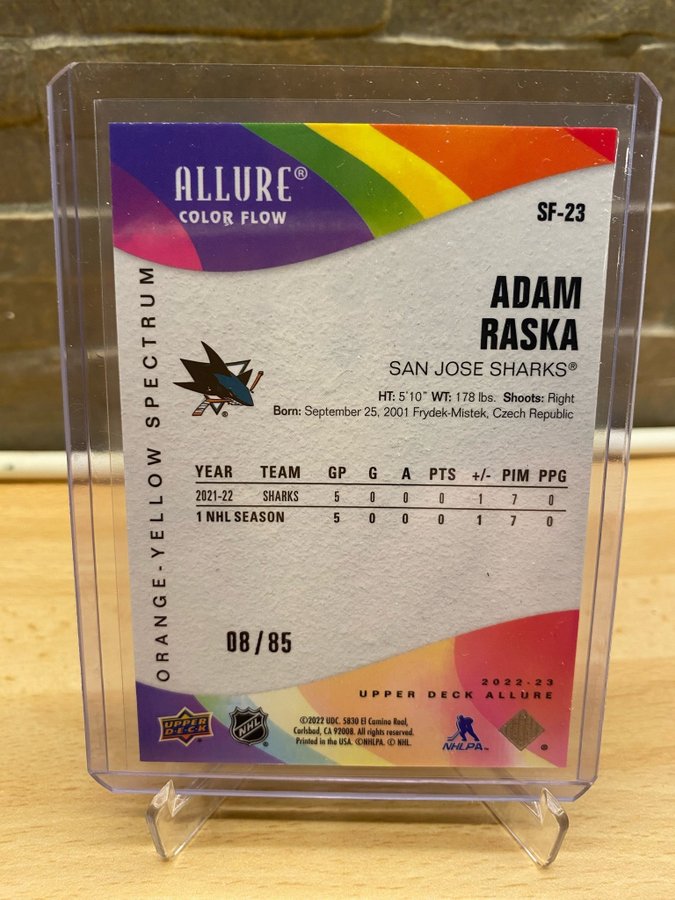 ALLURE®
COLOR FLOW
SF-23
ORANGE-YELLOW SPECTRUM
ADAM
RASKA
SAN JOSE SHARKS®
HT: 5'10" WT: 178 lbs. Shoots: Right
Born: September 25, 2001 Frydek-Mistek, Czech Republic
YEAR TEAM GP G A PTS +/- PIM PPG
2021-22 SHARKS 5 0 0 0 1 7 0
1 NHL SEASON 5 0 0 0 1 7 0
08/85
2022-23
UPPER DECK ALLURE
UPPER
DECK
NHL
©2022 UDC. 5830 El Camino Real,
Carlsbad, CA 92008. All rights reserved.
Printed in the USA. ©NHLPA. © NHL.
NHLPA™
®